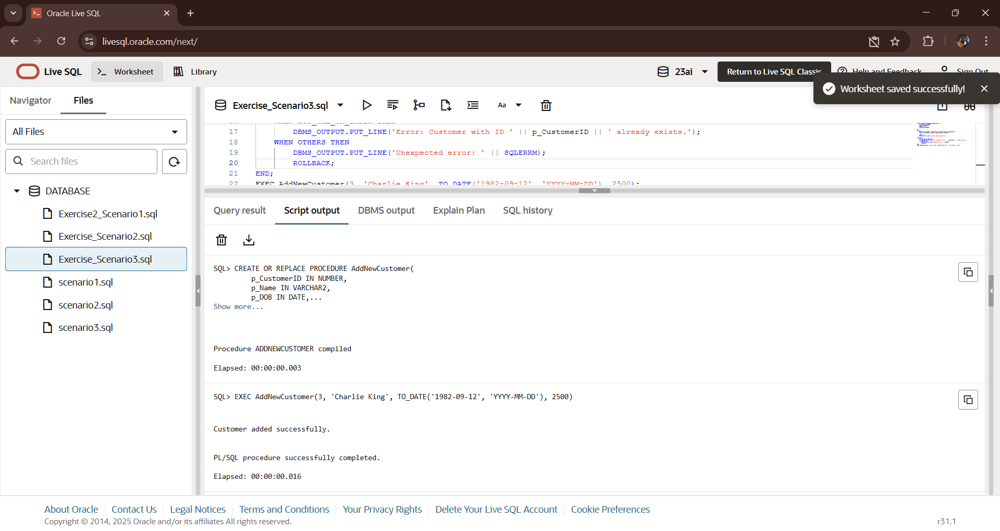 Oracle Live SQL
livesql.oracle.com/next/
Live SQL
Worksheet
Library
23ai
Return to Live SQL Classic
Help and Feedback
Sign Out
Worksheet saved successfully!
Navigator
Files
Exercise_Scenario3.sql
Aa
All Files
Search files
DATABASE
Exercise2_Scenario1.sql
Exercise_Scenario2.sql
Exercise_Scenario3.sql
scenario1.sql
scenario2.sql
scenario3.sql
17 DBMS_OUTPUT.PUT_LINE('Error: Customer with ID ' || p_CustomerID || ' already exists.');
18 WHEN OTHERS THEN
19 DBMS_OUTPUT.PUT_LINE('Unexpected error: ' || SQLERRM);
20 ROLLBACK;
21 END;
22 EXEC AddNewCustomer(3, 'Charlie King', TO_DATE('1982-09-12', 'YYYY-MM-DD'), 2500);
Query result
Script output
DBMS output
Explain Plan
SQL history
SQL> CREATE OR REPLACE PROCEDURE AddNewCustomer(
p_CustomerID IN NUMBER,
p_Name IN VARCHAR2,
p_DOB IN DATE,...
Show more...
Procedure ADDNEWCUSTOMER compiled
Elapsed: 00:00:00.003
SQL> EXEC AddNewCustomer(3, 'Charlie King', TO_DATE('1982-09-12', 'YYYY-MM-DD'), 2500)
Customer added successfully.
PL/SQL procedure successfully completed.
Elapsed: 00:00:00.016
About Oracle
Contact Us
Legal Notices
Terms and Conditions
Your Privacy Rights
Delete Your Live SQL Account
Cookie Preferences
Copyright © 2014, 2025 Oracle and/or its affiliates All rights reserved.
r31.1